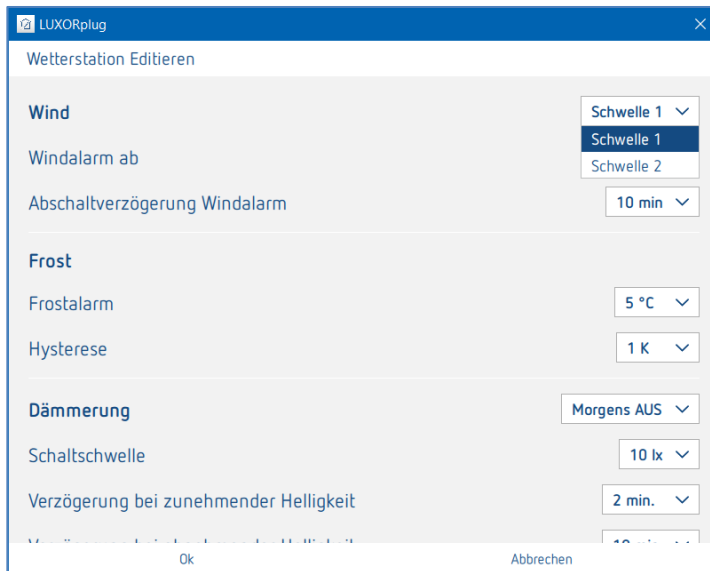 LUXORplug
Wetterstation Editieren
Wind Schwelle 1
Schwelle 1
Windalarm ab
Schwelle 2
Abschaltverzögerung Windalarm 10 min
Frost
Frostalarm 5 °C
Hysterese 1 K
Dämmerung Morgens AUS
Schaltschwelle 10 lx
Verzögerung bei zunehmender Helligkeit 2 min.
Ok Abbrechen